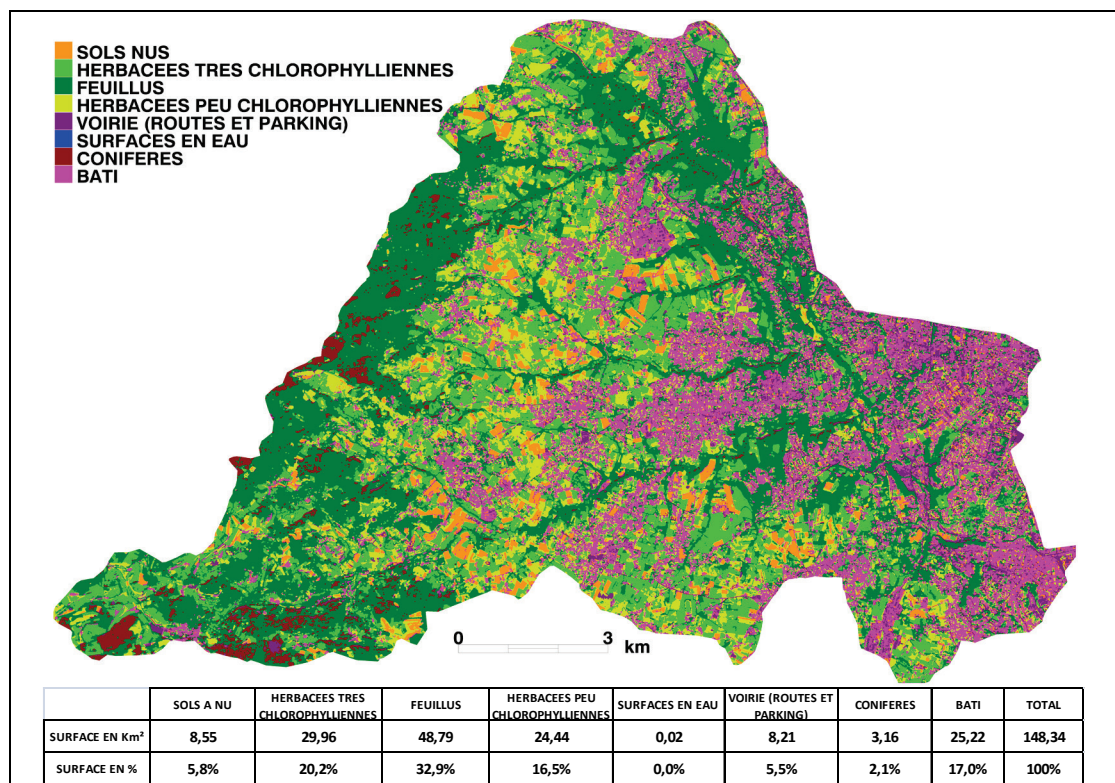 SOLS NUS
HERBACEES TRES CHLOROPHYLLIENNES
FEUILLUS
HERBACEES PEU CHLOROPHYLLIENNES
VOIRIE (ROUTES ET PARKING)
SURFACES EN EAU
CONIFERES
BATI
0 3 km
SOLS A NU HERBACEES TRES CHLOROPHYLLIENNES FEUILLUS HERBACEES PEU CHLOROPHYLLIENNES SURFACES EN EAU VOIRIE (ROUTES ET PARKING) CONIFERES BATI TOTAL
SURFACE EN Km² 8,55 29,96 48,79 24,44 0,02 8,21 3,16 25,22 148,34
SURFACE EN % 5,8% 20,2% 32,9% 16,5% 0,0% 5,5% 2,1% 17,0% 100%